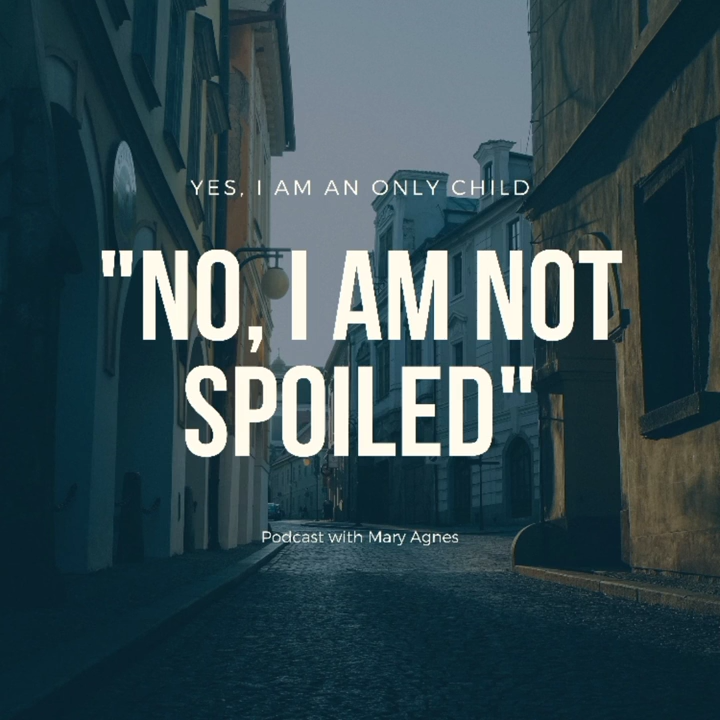 YES, I AM AN ONLY CHILD
"NO, I AM NOT
SPOILED"
Podcast with Mary Agnes